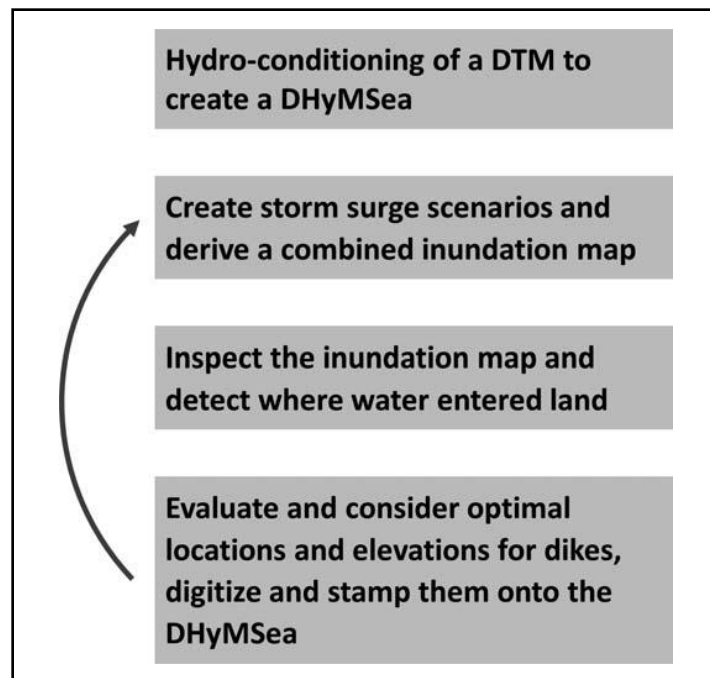 Hydro-conditioning of a DTM to
create a DHyMSea
Create storm surge scenarios and
derive a combined inundation map
Inspect the inundation map and
detect where water entered land
Evaluate and consider optimal
locations and elevations for dikes,
digitize and stamp them onto the
DHyMSea